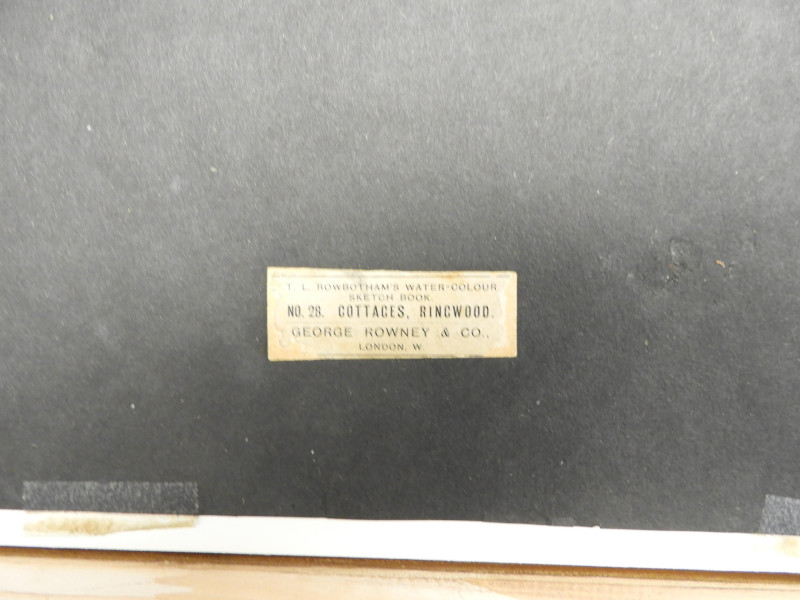 T. L. ROWBOTHAM'S WATER-COLOUR
SKETCH BOOK.
NO. 28. COTTAGES, RINGWOOD.
GEORGE ROWNEY & CO.,
LONDON, W.